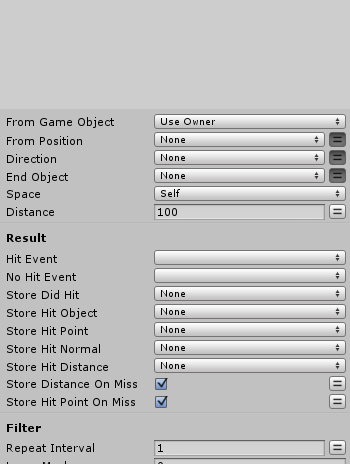 From Game Object Use Owner
From Position None
Direction None
End Object None
Space Self
Distance 100
Result
Hit Event
No Hit Event
Store Did Hit None
Store Hit Object None
Store Hit Point None
Store Hit Normal None
Store Hit Distance None
Store Distance On Miss
Store Hit Point On Miss
Filter
Repeat Interval 1